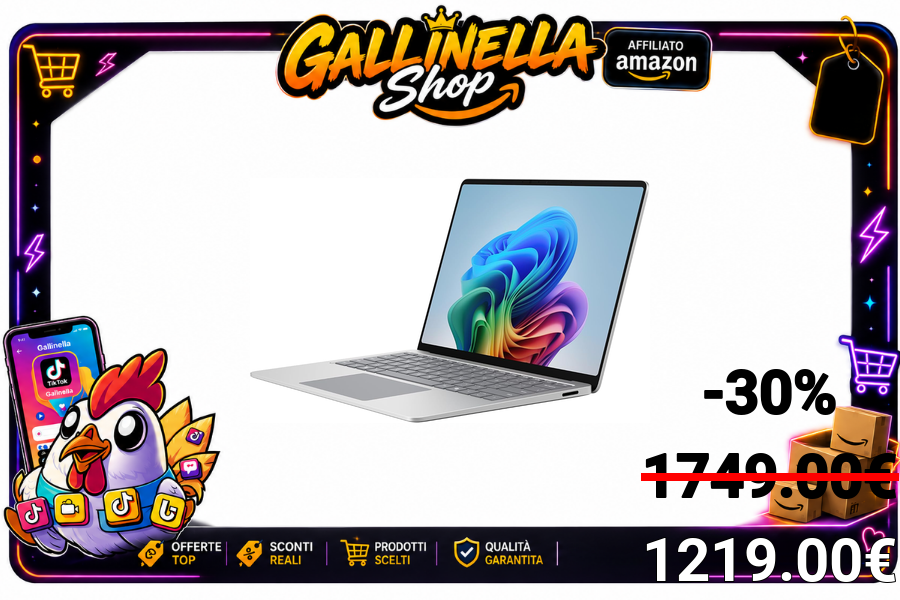 GALLINELLA
Shop
AFFILIATO
amazon
Gallinella
TikTok
Gallinella
-30%
1749.00€
1219.00€
OFFERTE
TOP
SCONTI
REALI
PRODOTTI
SCELTI
QUALITÀ
GARANTITA